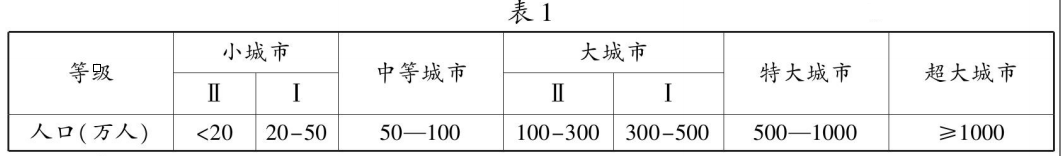 表1
等 小城市 中等城市 大城市 特大城市 超大城市
Ⅱ Ⅰ Ⅱ Ⅰ
人口(万人) <20 20-50 50—100 100-300 300-500 500—1000 ≥1000